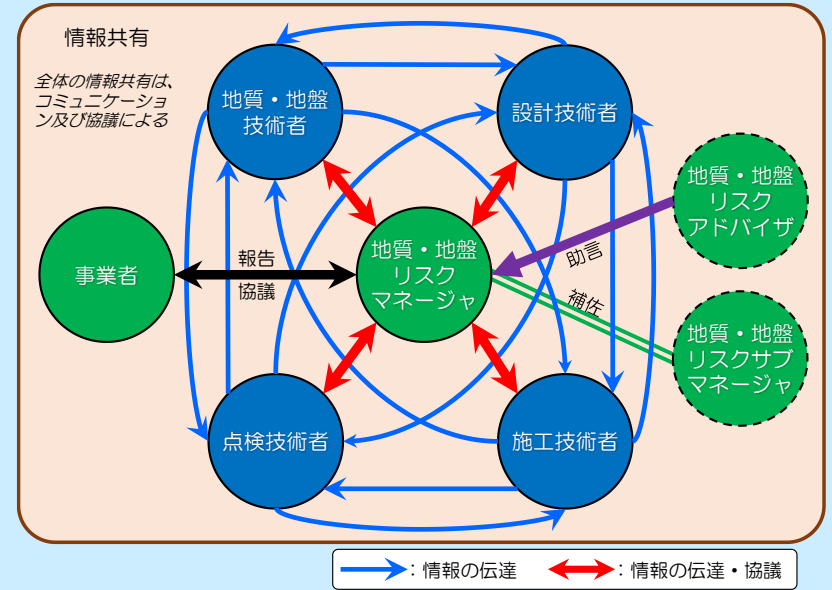 情報共有
全体の情報共有は、
コミュニケーショ
ン及び協議による
地質・地盤
技術者
設計技術者
地質・地盤
リスク
アドバイザ
事業者
報告
協議
地質・地盤
リスク
マネージャ
助言
補佐
地質・地盤
リスクサブ
マネージャ
点検技術者
施工技術者
：情報の伝達
：情報の伝達・協議